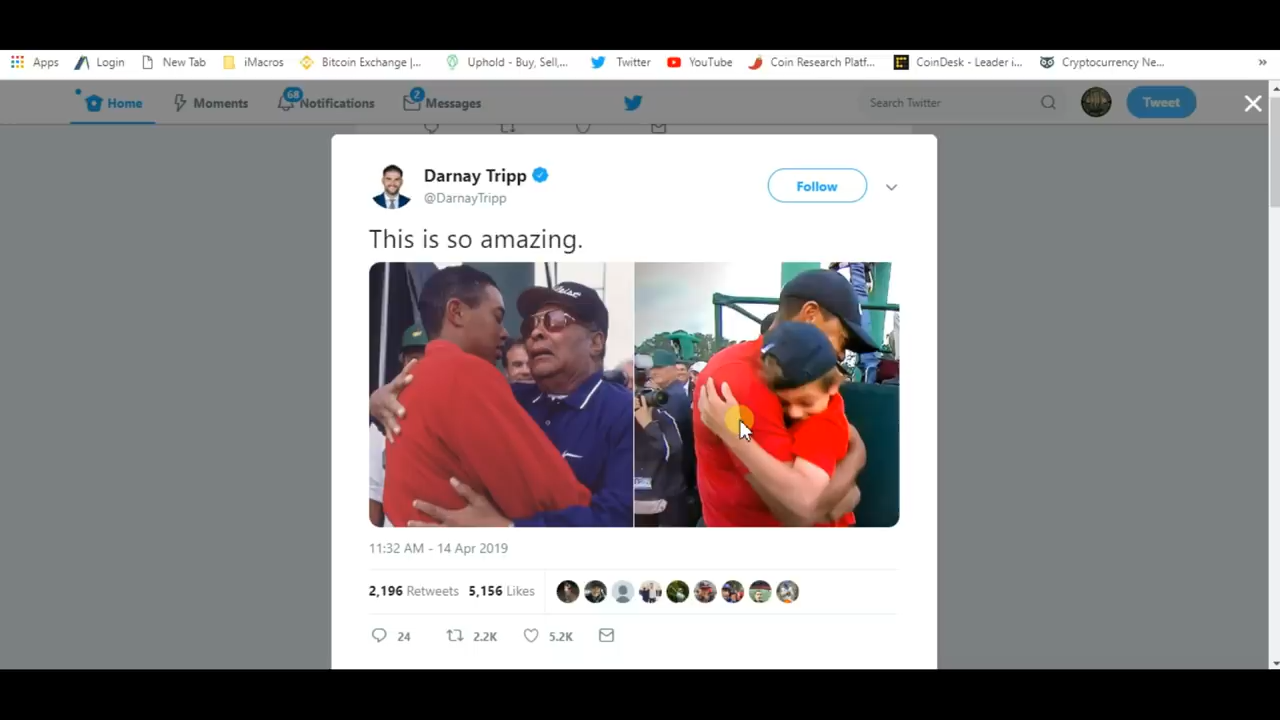 Apps Login New Tab iMacros Bitcoin Exchange |... Uphold - Buy, Sell,... Twitter YouTube Coin Research Platf... CoinDesk - Leader i... Cryptocurrency Ne... »
Home Moments 68 Notifications 2 Messages Search Twitter Tweet
Darnay Tripp
@DarnayTripp
Follow
This is so amazing.
Titleist
11:32 AM - 14 Apr 2019
2,196 Retweets 5,156 Likes
24 2.2K 5.2K